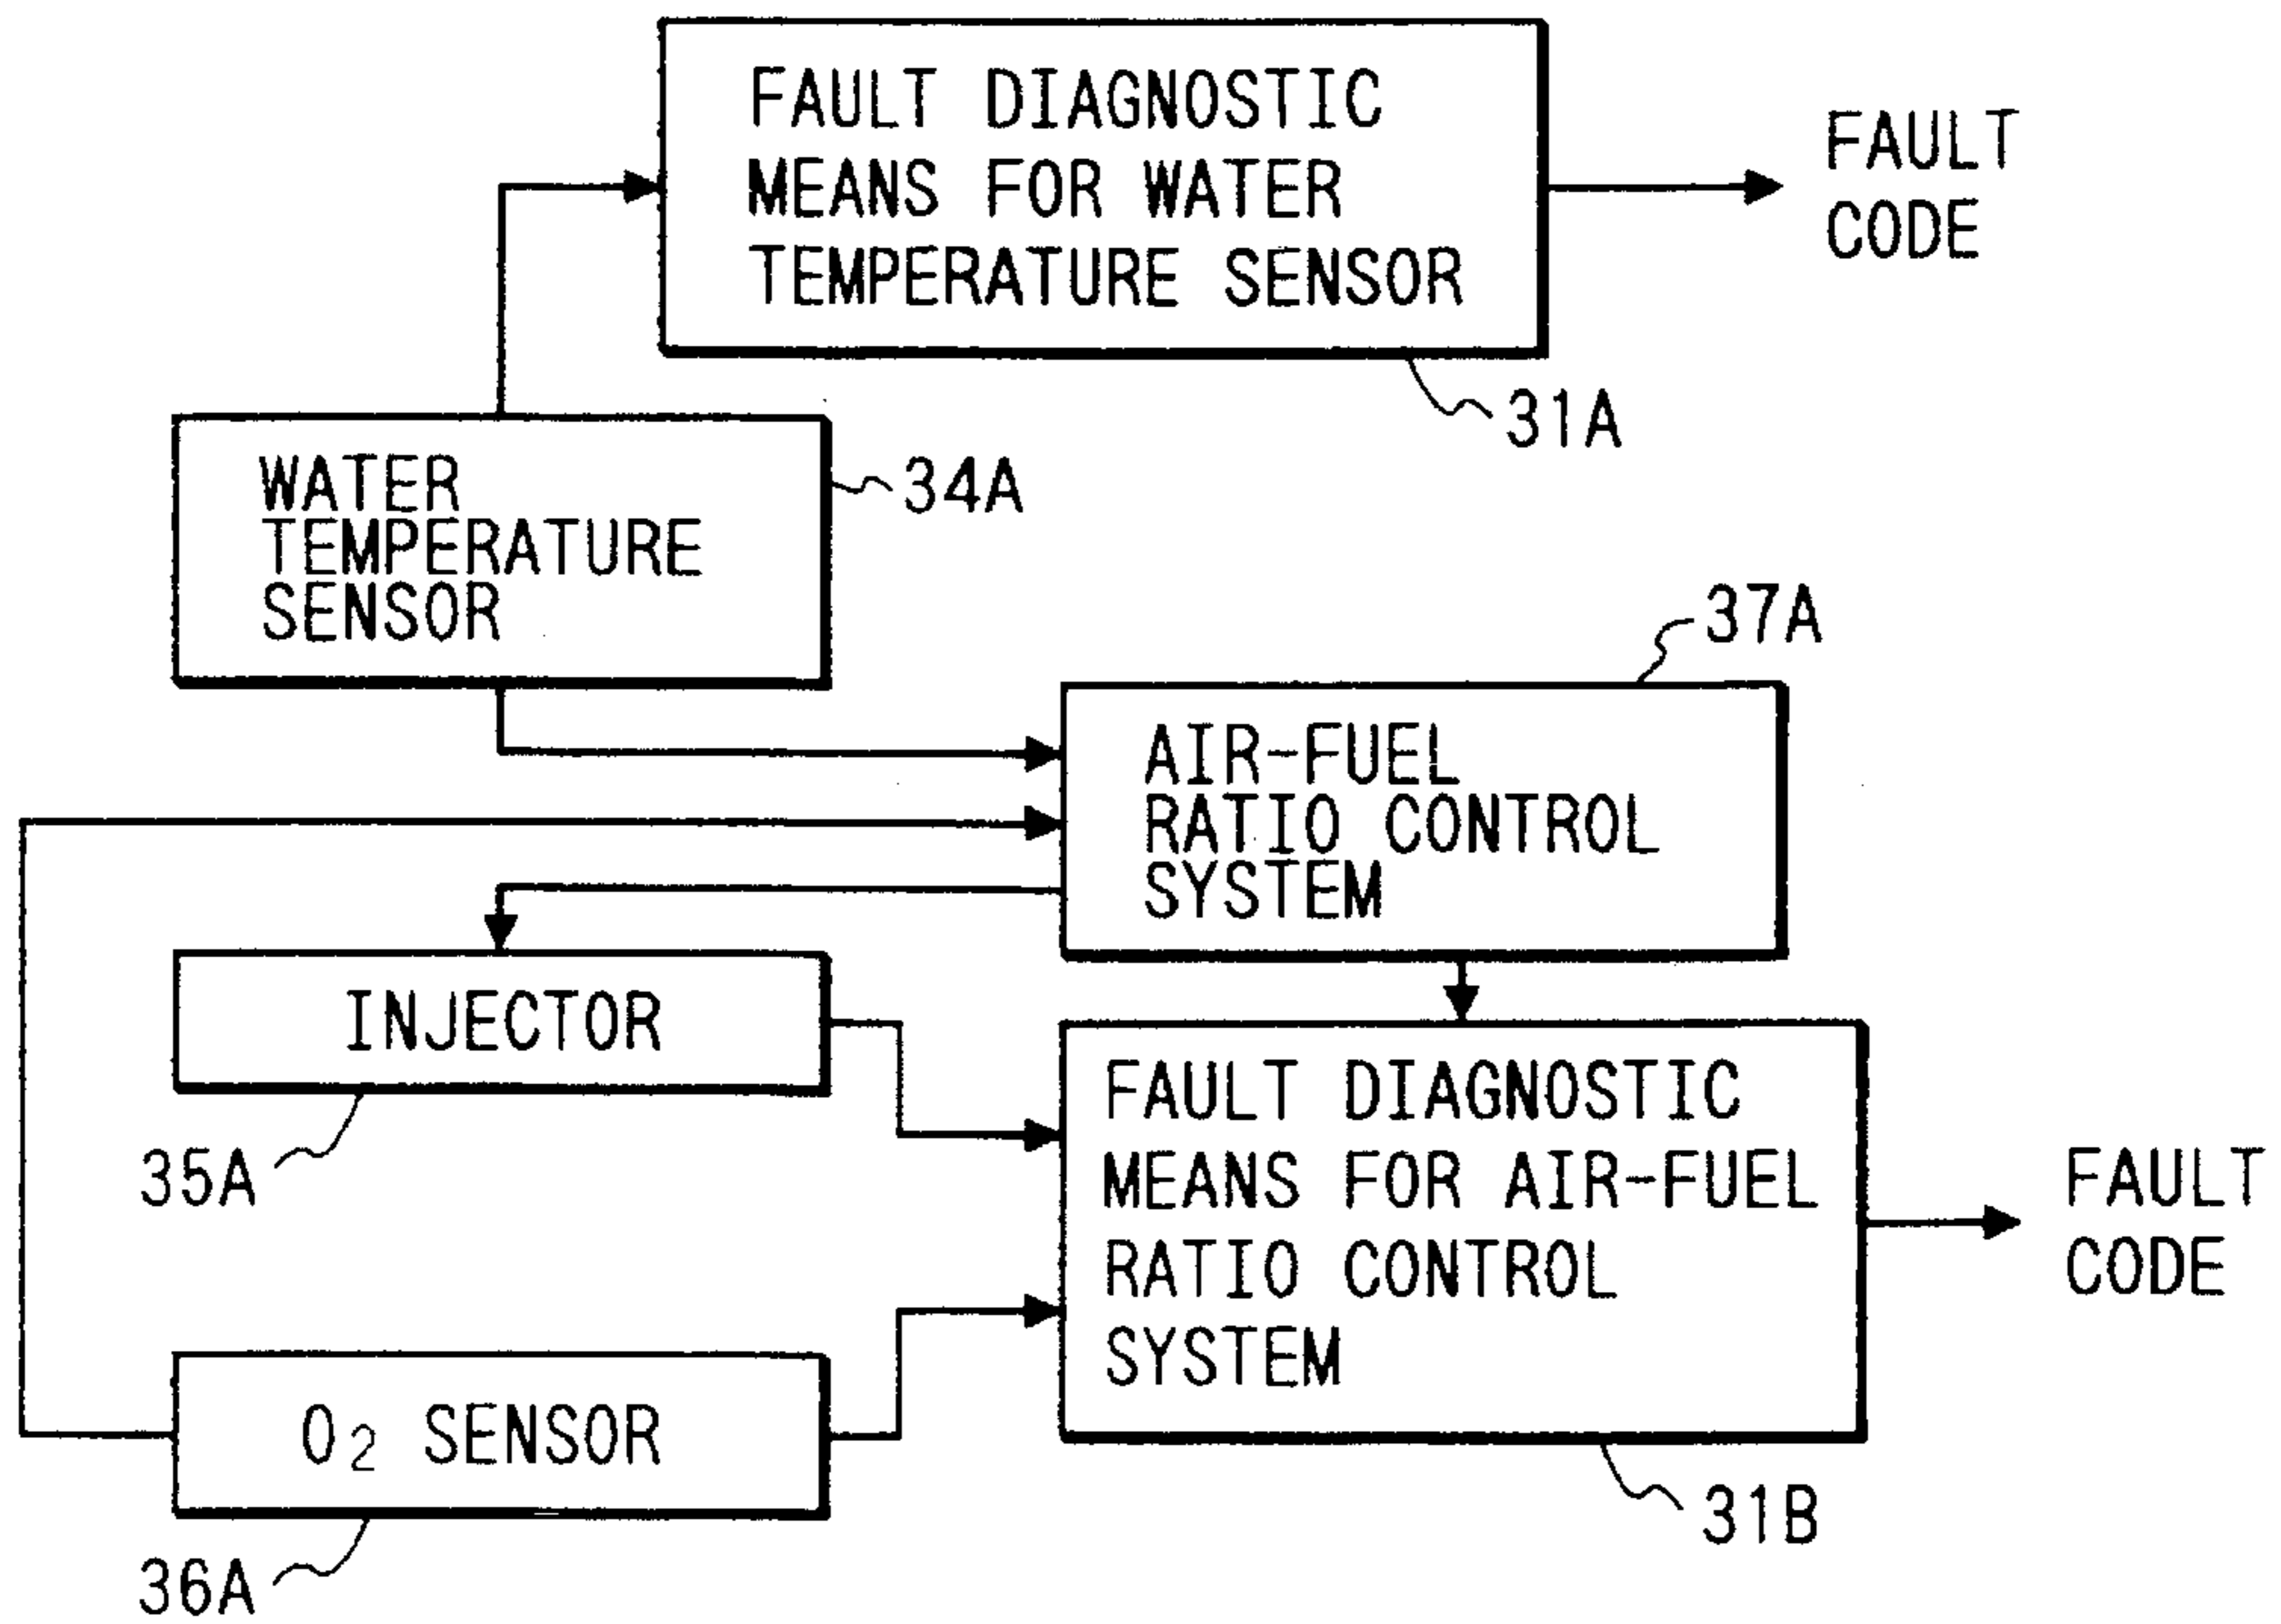 FAULT DIAGNOSTIC
MEANS FOR WATER
TEMPERATURE SENSOR
FAULT
CODE
31A
WATER
TEMPERATURE
SENSOR
34A
37A
AIR-FUEL
RATIO CONTROL
SYSTEM
INJECTOR
35A
FAULT DIAGNOSTIC
MEANS FOR AIR-FUEL
RATIO CONTROL
SYSTEM
FAULT
CODE
O₂ SENSOR
31B
36A